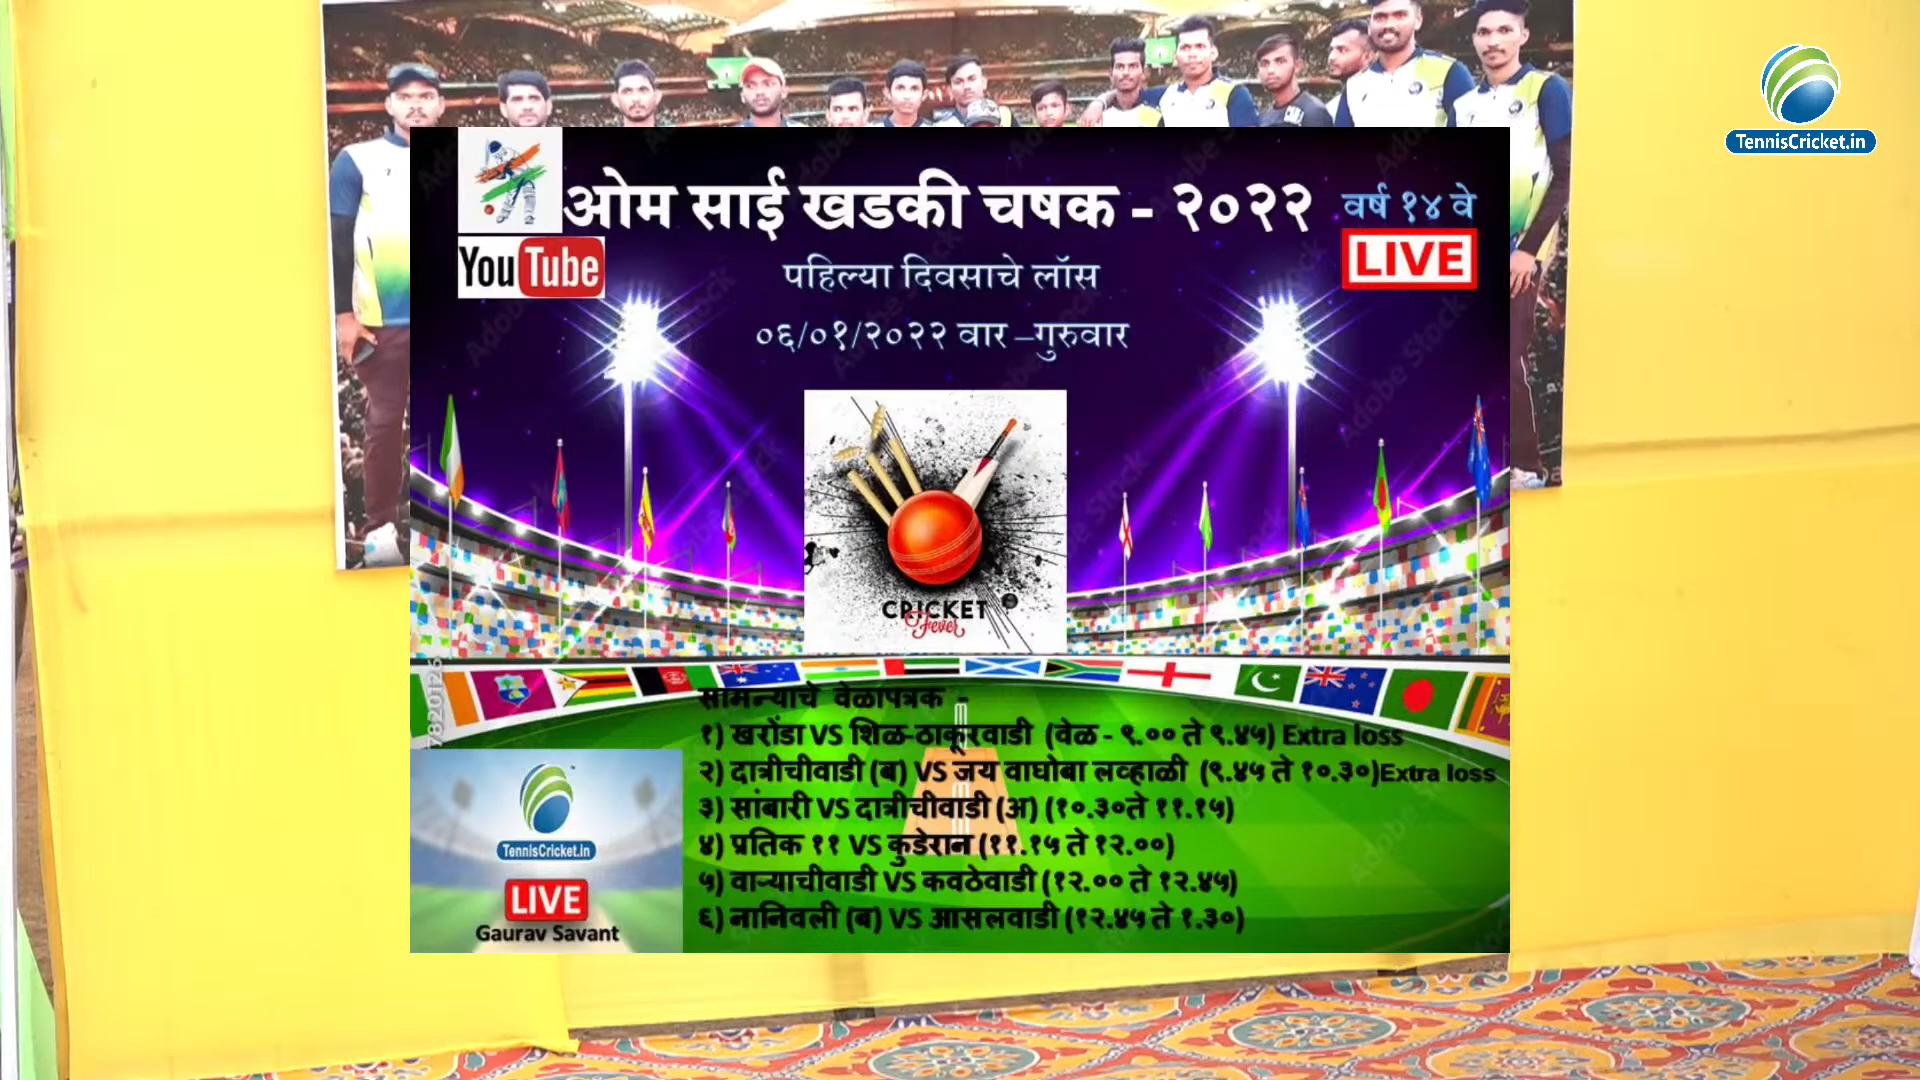 TennisCricket.in
ओम साई खडकी चषक - २०२२
वर्ष १४ वे
YouTube
LIVE
पहिल्या दिवसाचे लॉस
०६/०१/२०२२ वार –गुरुवार
CRICKET
Fever
सामन्याचे वेळापत्रक -
१) खरोंडा VS शिळ-ठाकूरवाडी (वेळ - ९.०० ते ९.४५) Extra loss
२) दात्रीचीवाडी (ब) VS जय वाघोबा लव्हाळी (९.४५ ते १०.३०)Extra loss
३) सांबारी VS दात्रीचीवाडी (अ) (१०.३०ते ११.१५)
४) प्रतिक ११ VS कुडेरान (११.१५ ते १२.००)
५) वाऱ्याचीवाडी VS कवठेवाडी (१२.०० ते १२.४५)
६) नानिवली (ब) VS आसलवाडी (१२.४५ ते १.३०)
TennisCricket.in
LIVE
Gaurav Savant